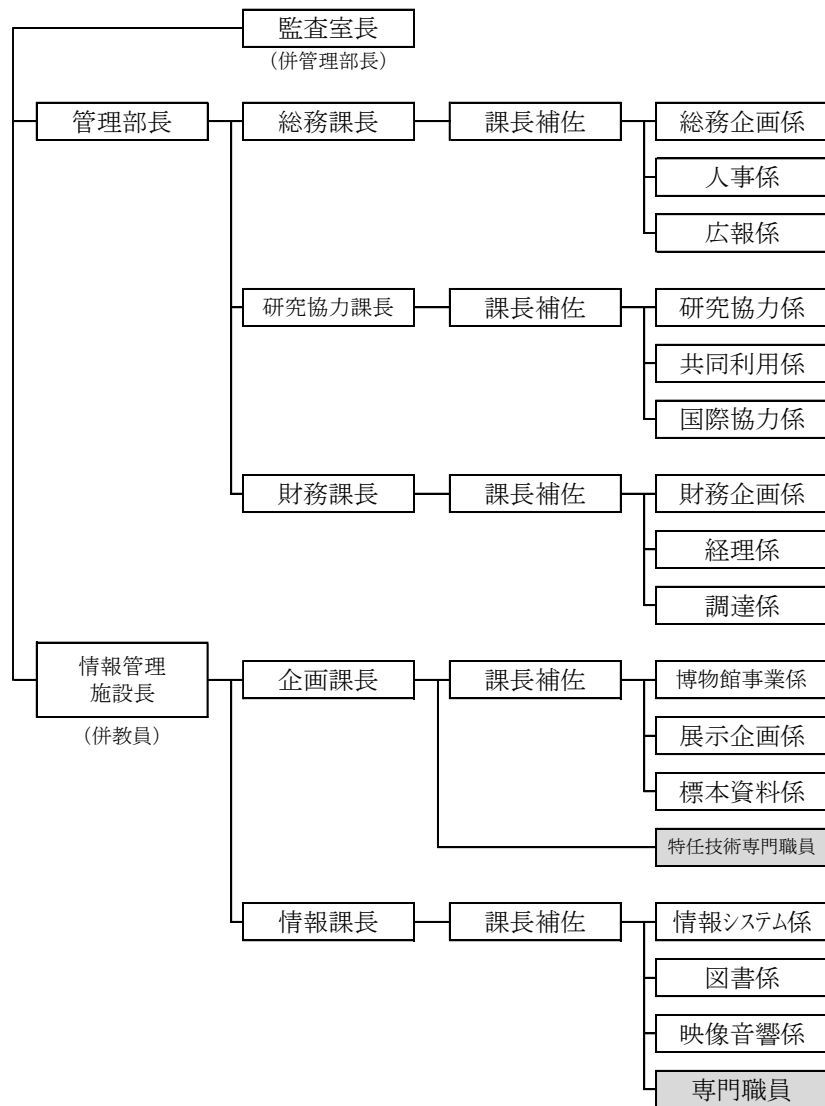 監査室長
（併管理部長）
管理部長
総務課長
課長補佐
総務企画係
人事係
広報係
研究協力課長
課長補佐
研究協力係
共同利用係
国際協力係
財務課長
課長補佐
財務企画係
経理係
調達係
情報管理
施設長
（併教員）
企画課長
課長補佐
博物館事業係
展示企画係
標本資料係
特任技術専門職員
情報課長
課長補佐
情報システム係
図書係
映像音響係
専門職員